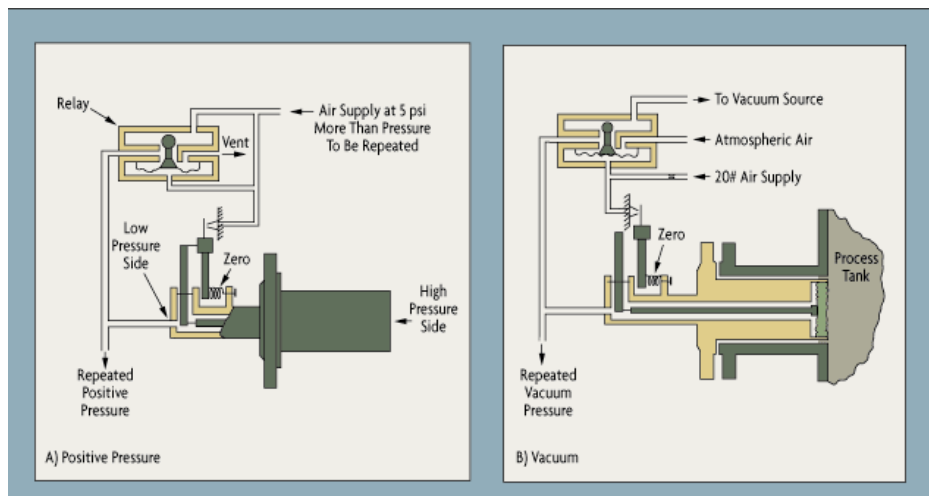 Relay
Vent
Air Supply at 5 psi
More Than Pressure
To Be Repeated
Low
Pressure
Side
Zero
High
Pressure
Side
Repeated
Positive
Pressure
A) Positive Pressure
To Vacuum Source
Atmospheric Air
20# Air Supply
Zero
Process
Tank
Repeated
Vacuum
Pressure
B) Vacuum